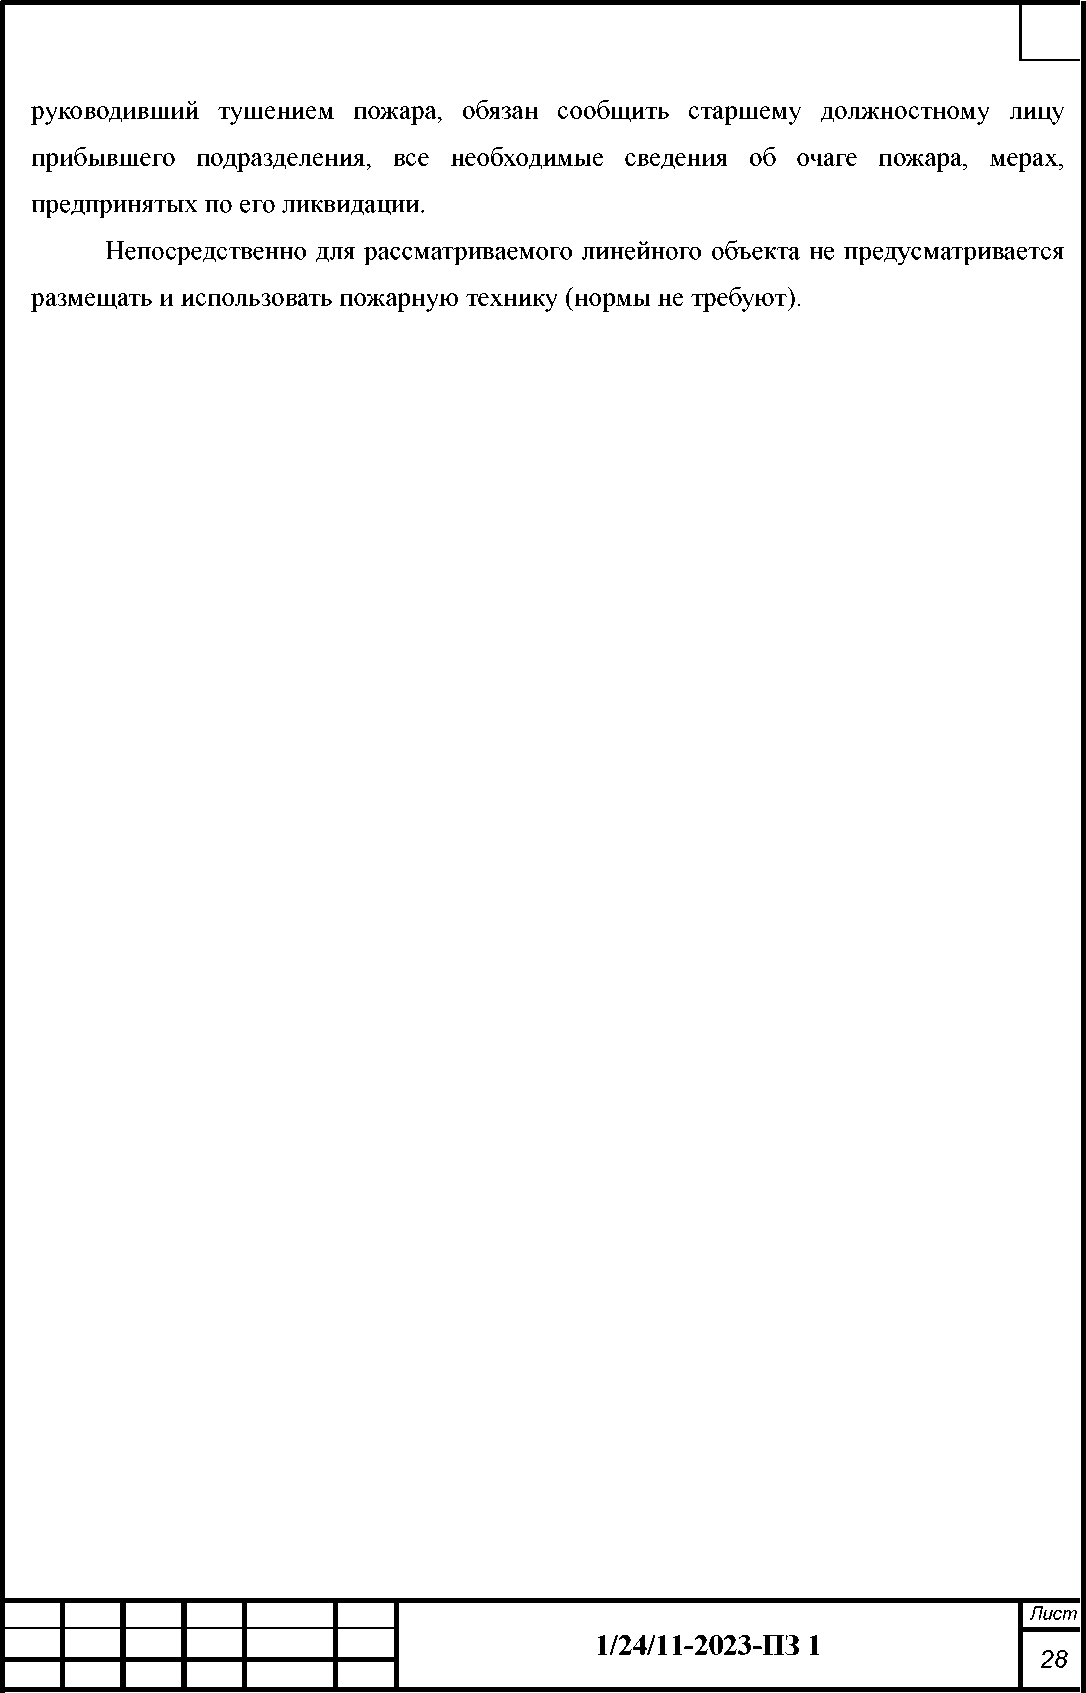 руководивший тушением пожара, обязан сообщить старшему должностному лицу
прибывшего подразделения, все необходимые сведения об очаге пожара, мерах,
предпринятых по его ликвидации.
Непосредственно для рассматриваемого линейного объекта не предусматривается
размещать и использовать пожарную технику (нормы не требуют).
1/24/11-2023-ПЗ 1
Лист
28